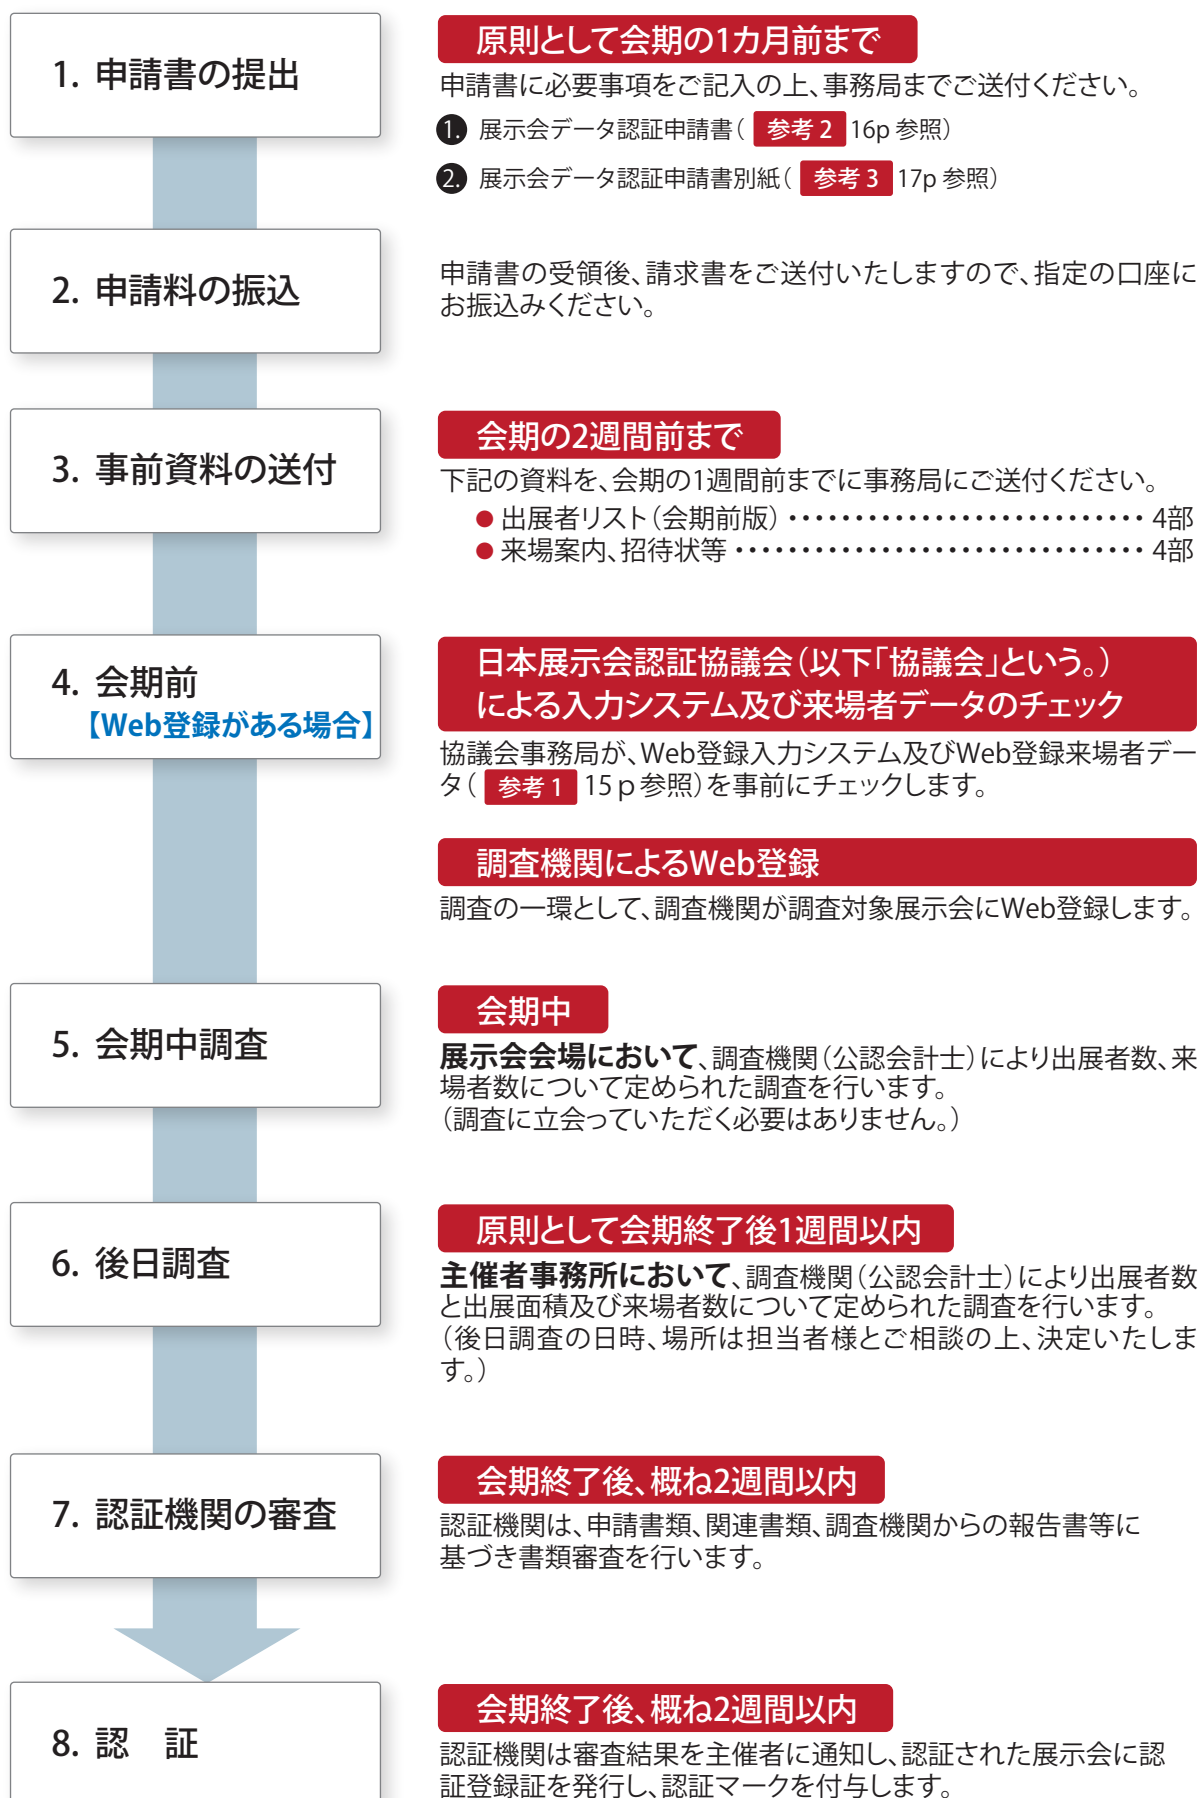 1. 申請書の提出
原則として会期の1カ月前まで
申請書に必要事項をご記入の上、事務局までご送付ください。
1. 展示会データ認証申請書( 参考 2 16p 参照)
2. 展示会データ認証申請書別紙( 参考 3 17p 参照)
2. 申請料の振込
申請書の受領後、請求書をご送付いたしますので、指定の口座に
お振込みください。
3. 事前資料の送付
会期の2週間前まで
下記の資料を、会期の1週間前までに事務局にご送付ください。
● 出展者リスト(会期前版)・・・・・・・・・・・・・・・・・・・・・・・・・・・ 4部
● 来場案内、招待状等・・・・・・・・・・・・・・・・・・・・・・・・・・・・・・・ 4部
4. 会期前
【Web登録がある場合】
日本展示会認証協議会(以下「協議会」という。)
による入力システム及び来場者データのチェック
協議会事務局が、Web登録入力システム及びWeb登録来場者デー
タ( 参考 1 15 p 参照)を事前にチェックします。
調査機関によるWeb登録
調査の一環として、調査機関が調査対象展示会にWeb登録します。
5. 会期中調査
会期中
展示会会場において、調査機関(公認会計士)により出展者数、来
場者数について定められた調査を行います。
(調査に立会っていただく必要はありません。)
6. 後日調査
原則として会期終了後1週間以内
主催者事務所において、調査機関(公認会計士)により出展者数
と出展面積及び来場者数について定められた調査を行います。
(後日調査の日時、場所は担当者様とご相談の上、決定いたしま
す。)
7. 認証機関の審査
会期終了後、概ね2週間以内
認証機関は、申請書類、関連書類、調査機関からの報告書等に
基づき書類審査を行います。
8. 認 証
会期終了後、概ね2週間以内
認証機関は審査結果を主催者に通知し、認証された展示会に認
証登録証を発行し、認証マークを付与します。